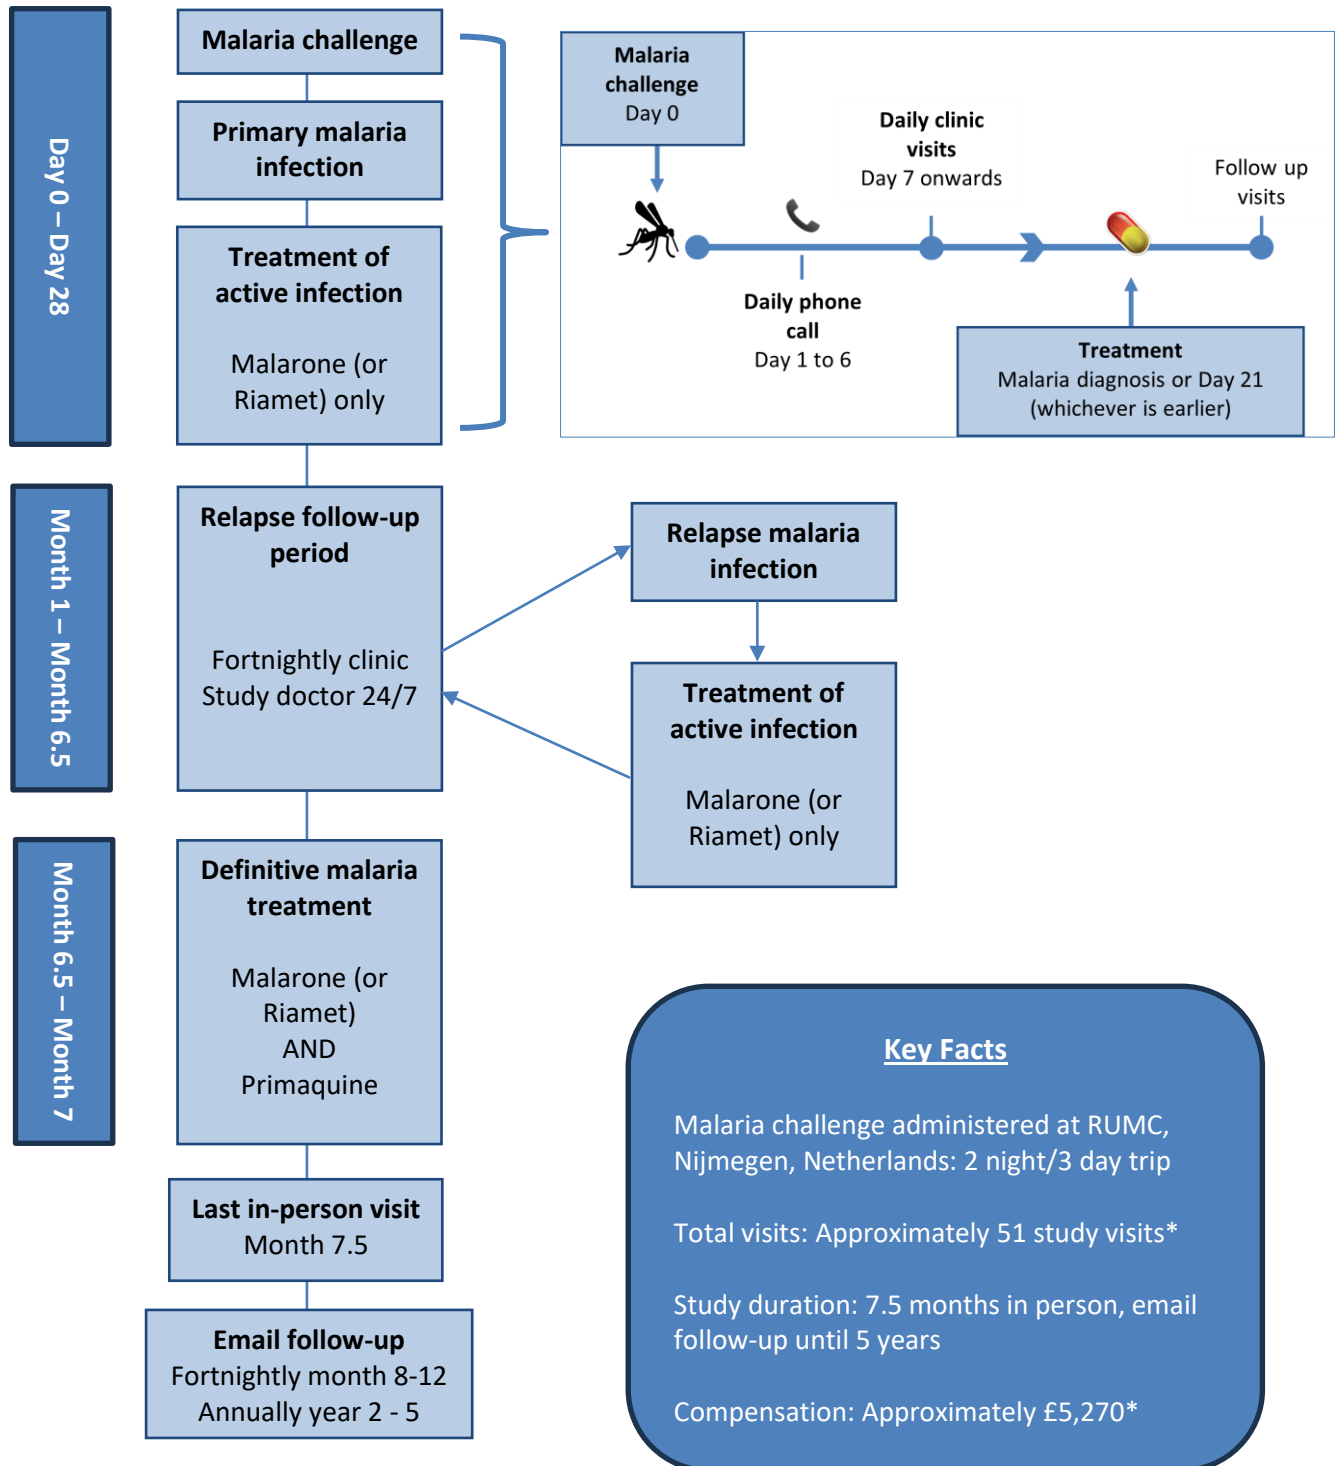 Day 0 – Day 28
Malaria challenge
Primary malaria
infection
Treatment of
active infection
Malarone (or
Riamet) only
Malaria
challenge
Day 0
Daily phone
call
Day 1 to 6
Daily clinic
visits
Day 7 onwards
Treatment
Malaria diagnosis or Day 21
(whichever is earlier)
Follow up
visits
Month 1 – Month 6.5
Relapse follow-up
period
Fortnightly clinic
Study doctor 24/7
Relapse malaria
infection
Treatment of
active infection
Malarone (or
Riamet) only
Month 6.5 – Month 7
Definitive malaria
treatment
Malarone (or
Riamet)
AND
Primaquine
Last in-person visit
Month 7.5
Email follow-up
Fortnightly month 8-12
Annually year 2 - 5
Key Facts
Malaria challenge administered at RUMC,
Nijmegen, Netherlands: 2 night/3 day trip
Total visits: Approximately 51 study visits*
Study duration: 7.5 months in person, email
follow-up until 5 years
Compensation: Approximately £5,270*